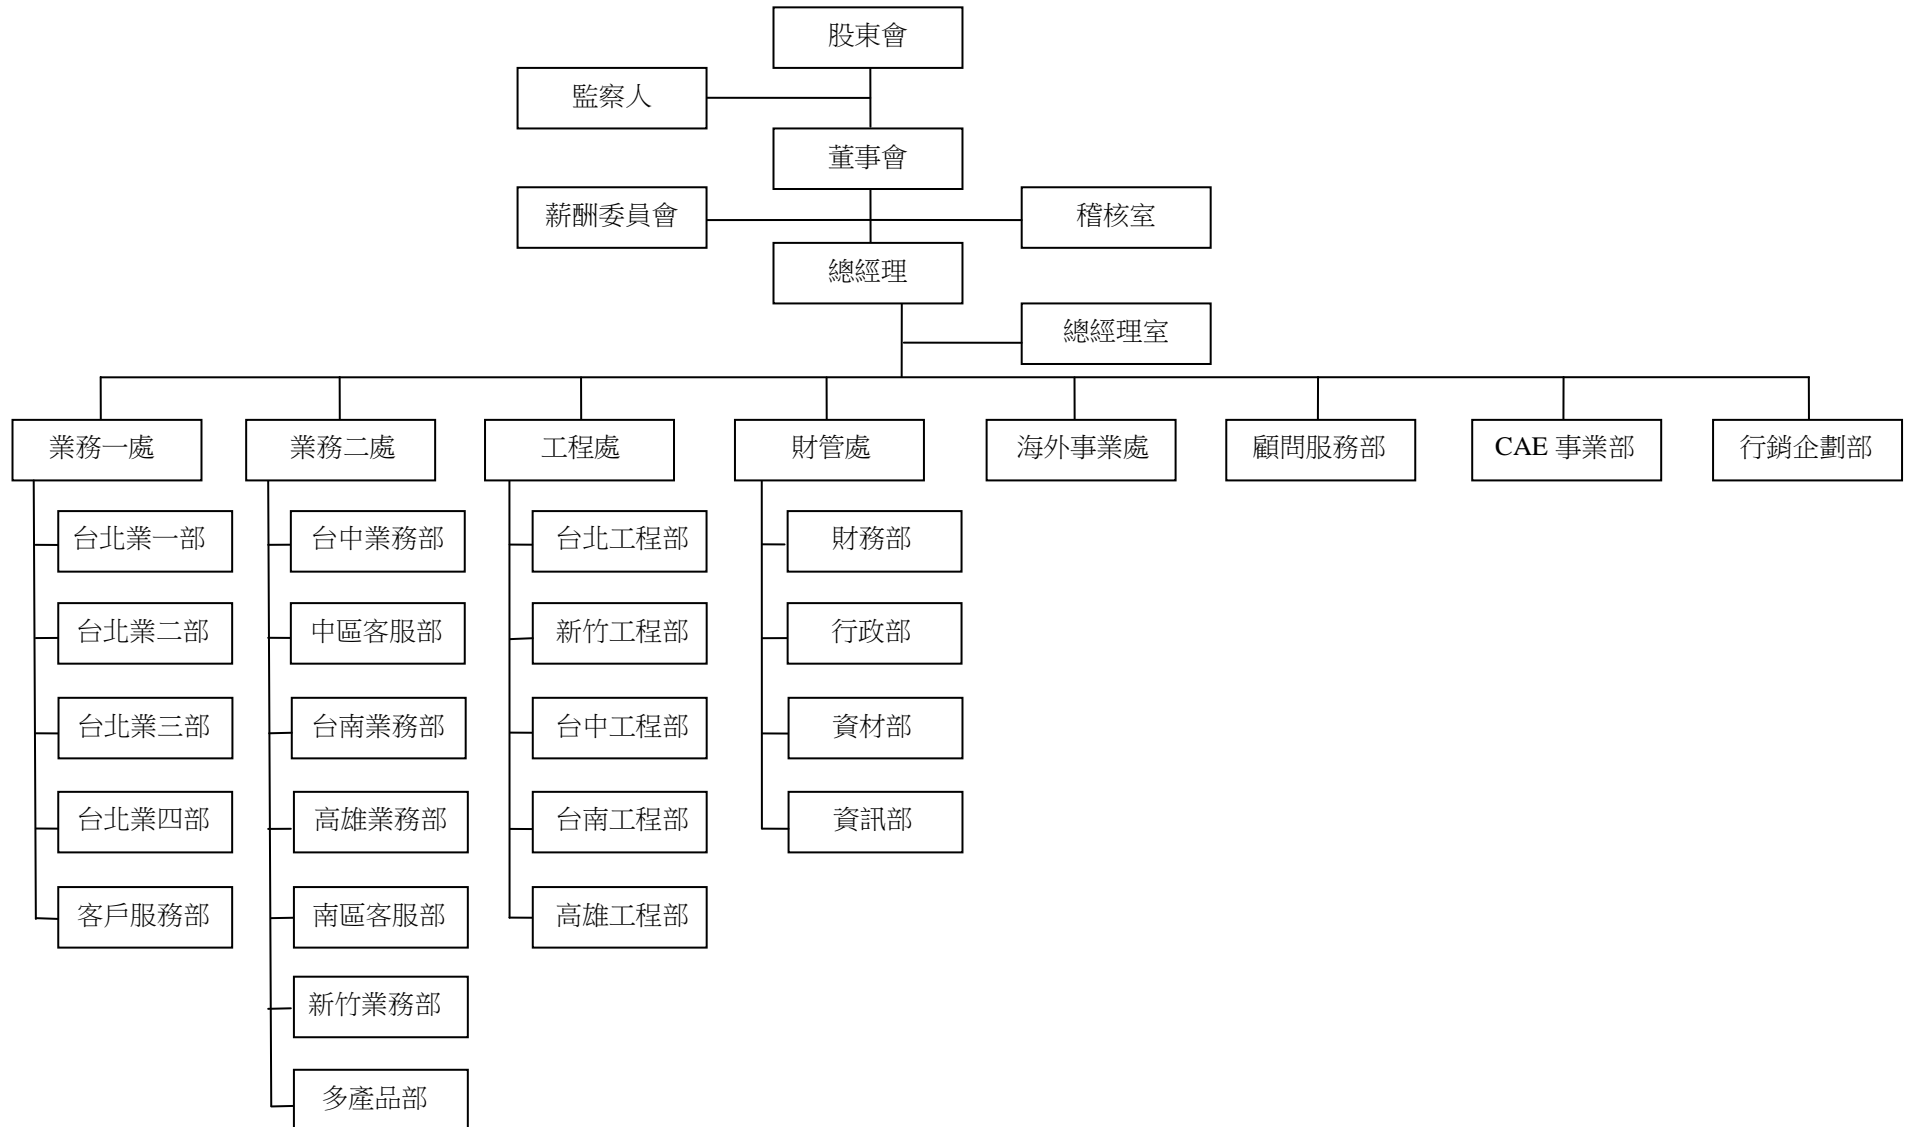 股東會
監察人
董事會
薪酬委員會
稽核室
總經理
總經理室
業務一處
業務二處
工程處
財管處
海外事業處
顧問服務部
CAE 事業部
行銷企劃部
台北業一部
台中業務部
台北工程部
財務部
台北業二部
中區客服部
新竹工程部
行政部
台北業三部
台南業務部
台中工程部
資材部
台北業四部
高雄業務部
台南工程部
資訊部
客戶服務部
南區客服部
高雄工程部
新竹業務部
多產品部